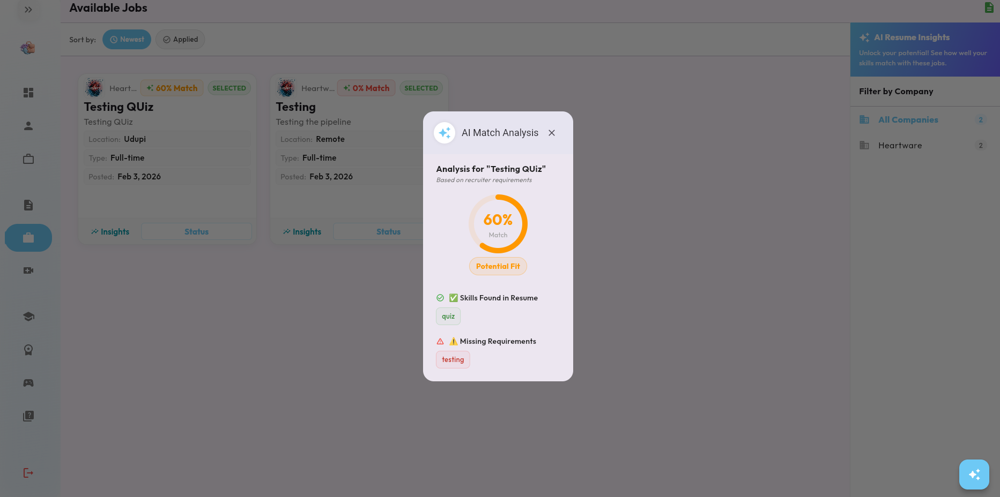 Available Jobs
Sort by:
Newest
Applied
Heart...
60% Match
SELECTED
Testing QUiz
Testing QUiz
Location: Udupi
Type: Full-time
Posted: Feb 3, 2026
Insights
Status
Heartw...
0% Match
SELECTED
Testing
Testing the pipeline
Location: Remote
Type: Full-time
Posted: Feb 3, 2026
Insights
Status
AI Match Analysis
Analysis for "Testing QUiz"
Based on recruiter requirements
60%
Match
Potential Fit
✅ Skills Found in Resume
quiz
⚠️ Missing Requirements
testing
AI Resume Insights
Unlock your potential! See how well your
skills match with these jobs.
Filter by Company
All Companies 2
Heartware 2